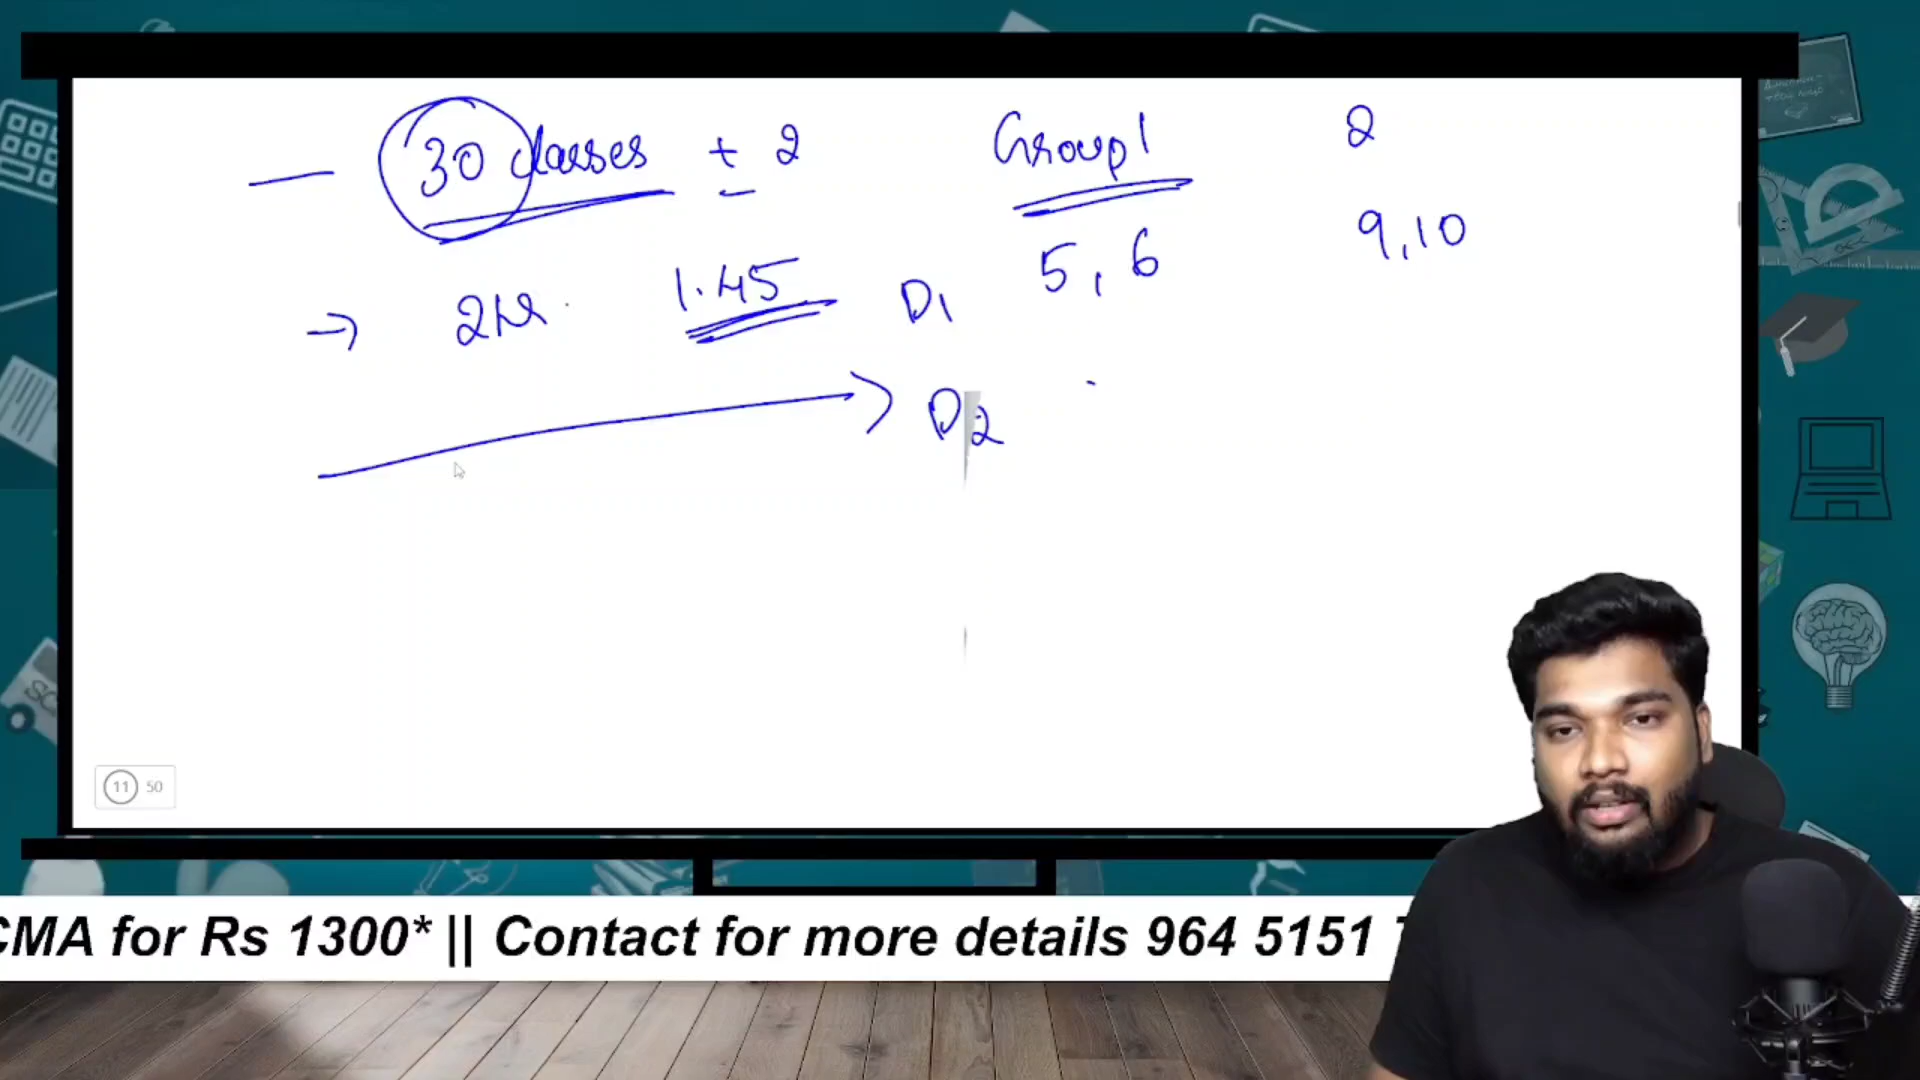 30 classes ± 2 Group 1 2
5, 6 9, 10
→ 2hr. 1.45 D1
D2
11 50
CMA for Rs 1300* || Contact for more details 964 5151